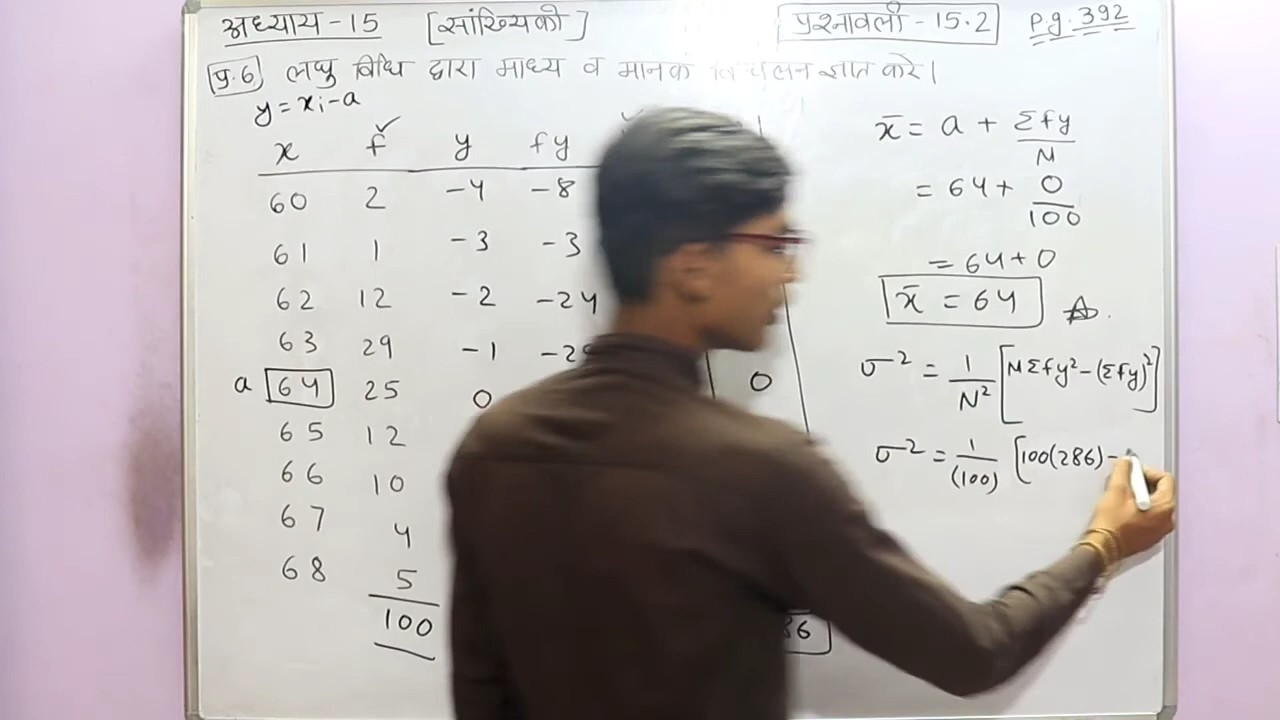 अध्याय - 15 [सांख्यिकी] प्रश्नावली - 15.2 Pg. 392
प्र.6 लघु विधि द्वारा माध्य व मानक विचलन ज्ञात करे।
y = xi - a
x f ✓ y fy
60 2 -4 -8
61 1 -3 -3
62 12 -2 -24
63 29 -1
a 64 25 0 0
65 12
66 10
67 4
68 5
100
x̄ = a + Σfy/N
= 64 + 0/100
= 64 + 0
x̄ = 64
σ² = 1/N² [NΣfy² - (Σfy)²]
σ² = 1/(100) [100(286) -